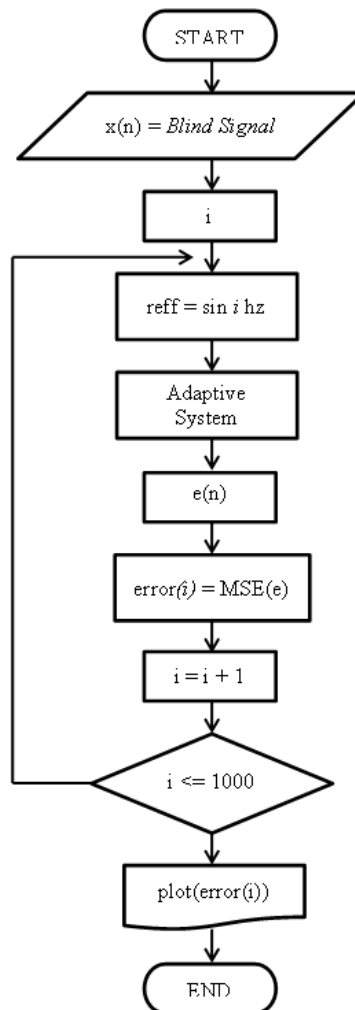 START
x(n) = Blind Signal
i
reff = sin i hz
Adaptive
System
e(n)
error(i) = MSE(e)
i = i + 1
i <= 1000
plot(error(i))
END